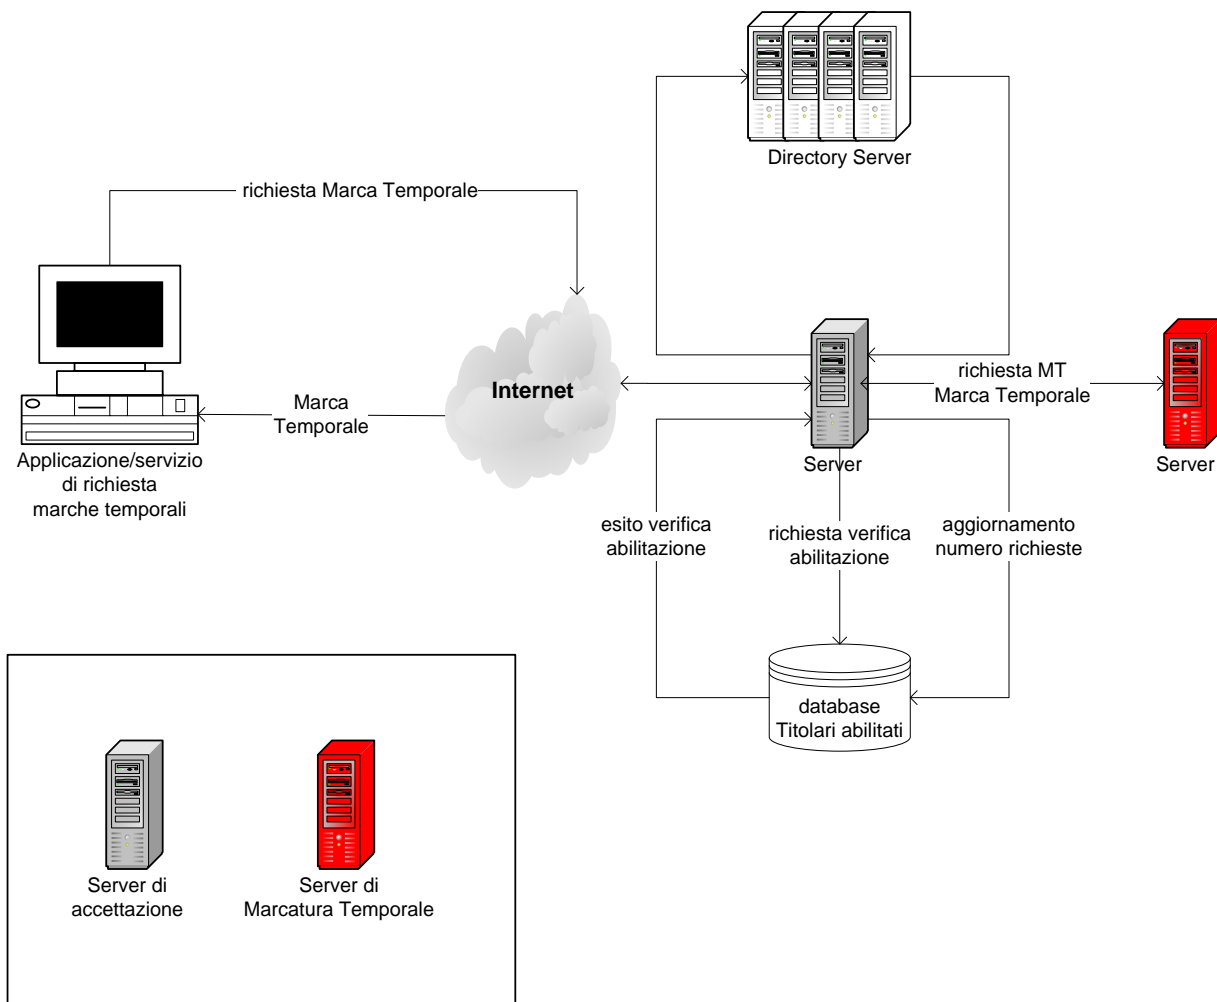 Directory Server
richiesta Marca Temporale
Internet
richiesta MT
Marca Temporale
Marca
Temporale
Applicazione/servizio
di richiesta
marche temporali
Server
Server
esito verifica
abilitazione
richiesta verifica
abilitazione
aggiornamento
numero richieste
database
Titolari abilitati
Server di
accettazione
Server di
Marcatura Temporale